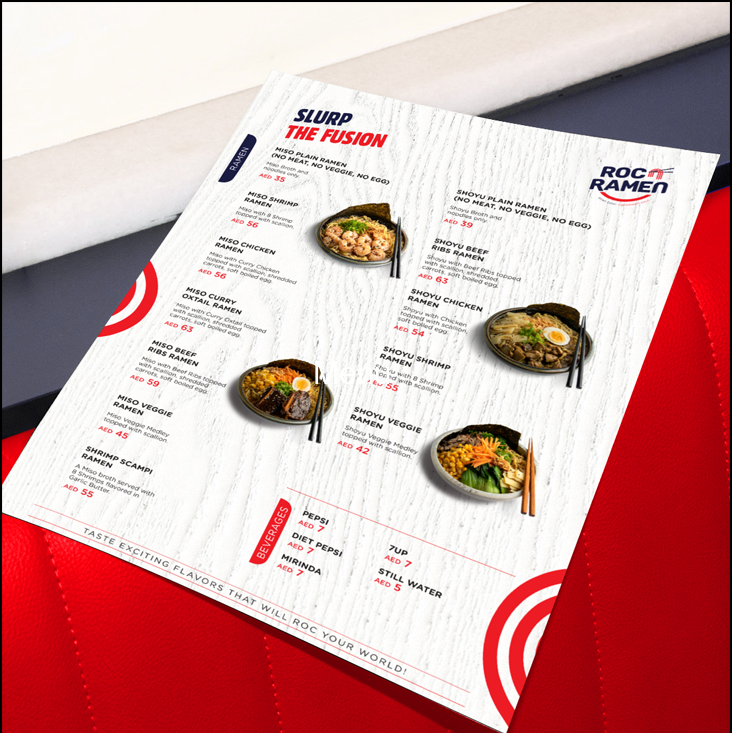 SLURP
THE FUSION
RAMEN
MISO PLAIN RAMEN
(NO MEAT, NO VEGGIE, NO EGG)
Miso Broth and
noodles only.
AED 35
MISO SHRIMP
RAMEN
Miso with 8 Shrimp
topped with scallion.
AED 56
MISO CHICKEN
RAMEN
Miso with Curry Chicken
topped with scallion, shredded
carrots, soft boiled egg.
AED 56
MISO CURRY
OXTAIL RAMEN
Miso with Curry Oxtail topped
with scallion, shredded
carrots, soft boiled egg.
AED 63
MISO BEEF
RIBS RAMEN
Miso with Beef Ribs topped
with scallion, shredded
carrots, soft boiled egg.
AED 59
MISO VEGGIE
RAMEN
Miso Veggie Medley
topped with scallion.
AED 45
SHRIMP SCAMPI
RAMEN
A Miso broth served with
8 Shrimps flavored in
Garlic Butter.
AED 55
ROC
RAMEN
SHOYU PLAIN RAMEN
(NO MEAT, NO VEGGIE, NO EGG)
Shoyu Broth and
noodles only.
AED 39
SHOYU BEEF
RIBS RAMEN
Shoyu with Beef Ribs topped
with scallion, shredded
carrots, soft boiled egg.
AED 63
SHOYU CHICKEN
RAMEN
Shoyu with Chicken
topped with scallion,
soft boiled egg.
AED 54
SHOYU SHRIMP
RAMEN
with 8 Shrimp
with scallion.
55
SHOYU VEGGIE
RAMEN
Shoyu Veggie Medley
topped with scallion.
AED 42
BEVERAGES
PEPSI
AED 7
DIET PEPSI
AED 7
MIRINDA
AED 7
7UP
AED 7
STILL WATER
AED 5
TASTE EXCITING FLAVORS THAT WILL ROC YOUR WORLD!